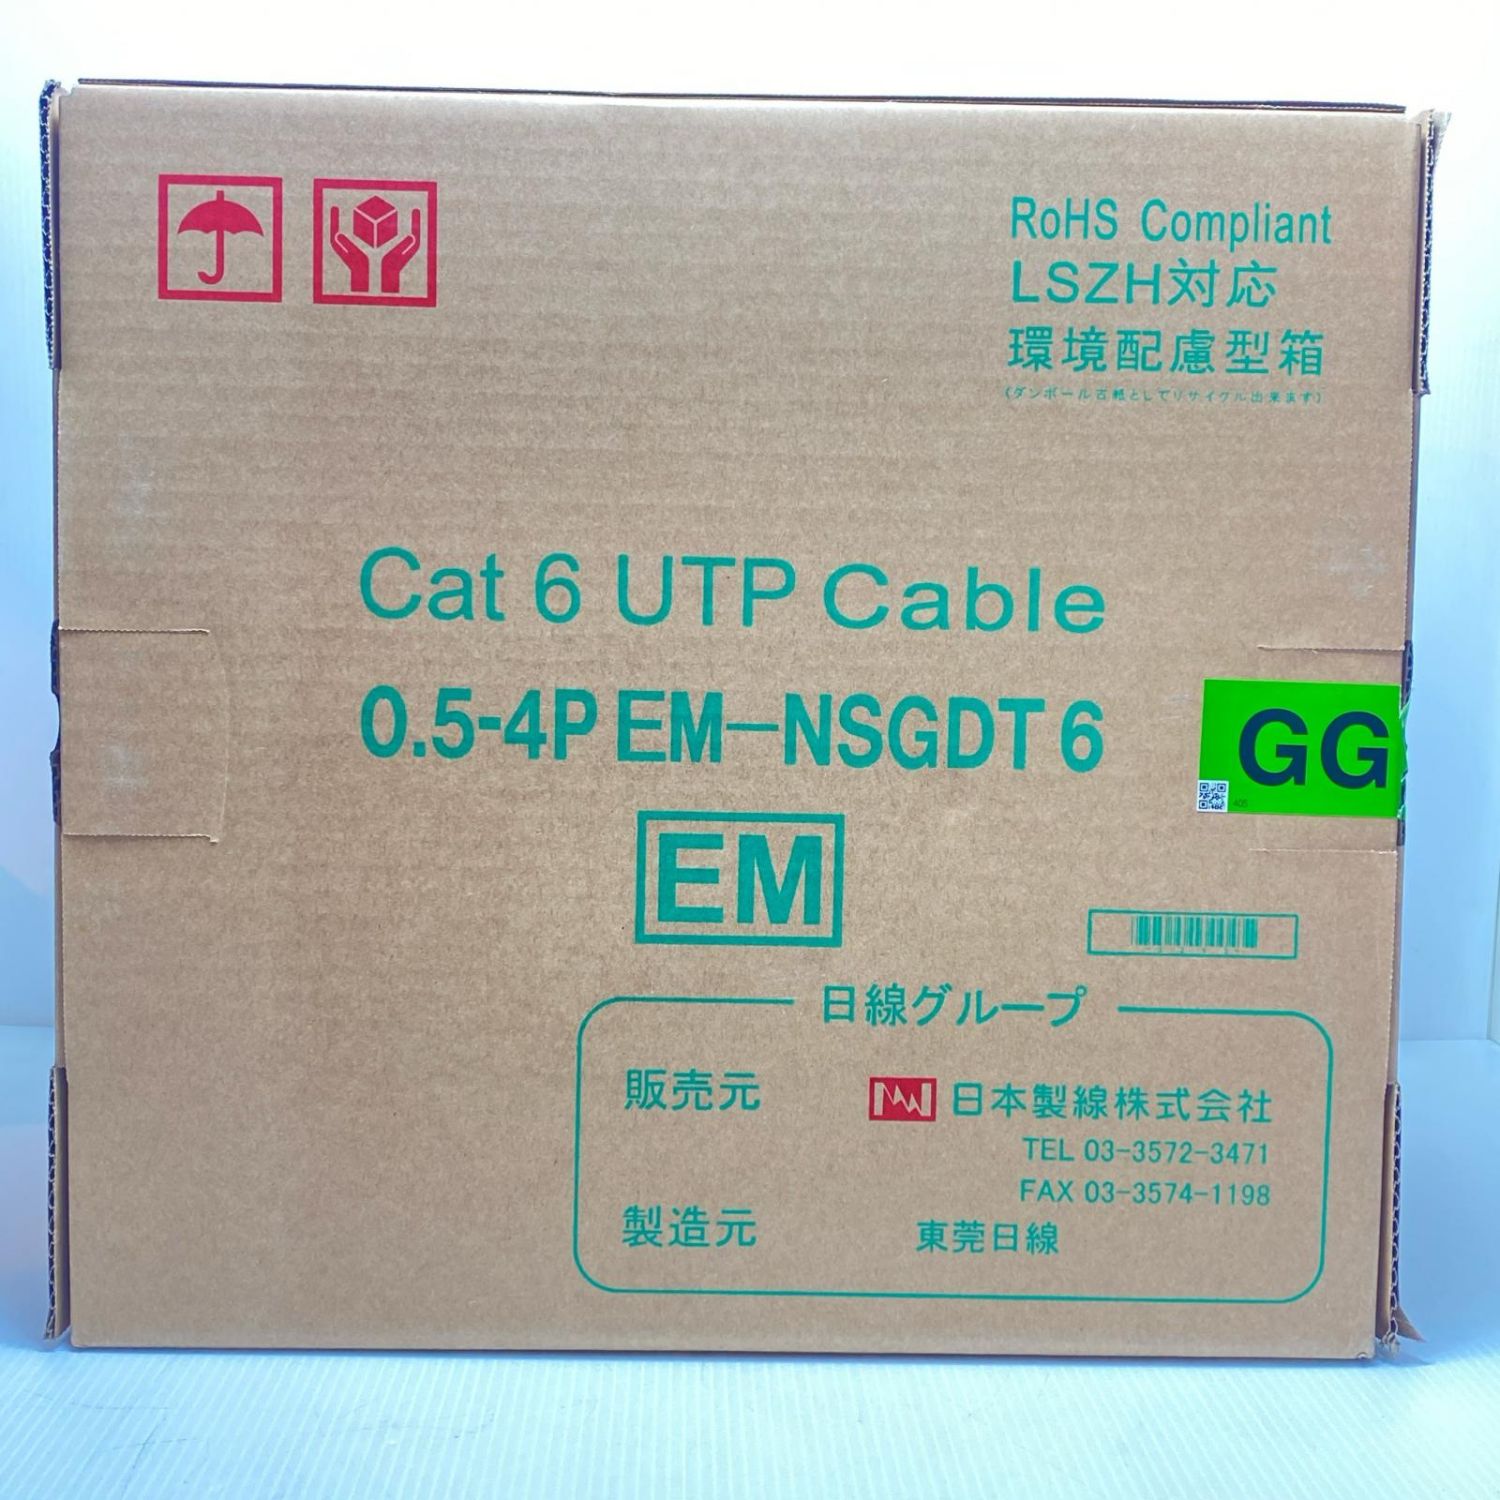 RoHS Compliant
LSZH対応
環境配慮型箱
(ダンボール古紙としてリサイクル出来ます)
Cat 6 UTP Cable
0.5-4P EM-NSGDT6
GG
405
EM
日線グループ
販売元 日本製線株式会社
TEL 03-3572-3471
FAX 03-3574-1198
製造元 東莞日線